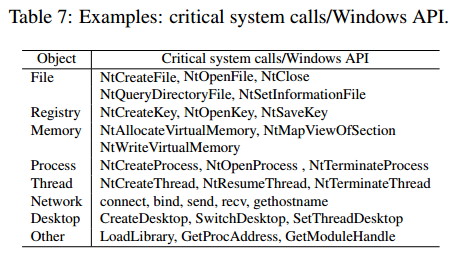 Table 7: Examples: critical system calls/Windows API.
Object Critical system calls/Windows API
File NtCreateFile, NtOpenFile, NtClose
NtQueryDirectoryFile, NtSetInformationFile
Registry NtCreateKey, NtOpenKey, NtSaveKey
Memory NtAllocateVirtualMemory, NtMapViewOfSection
NtWriteVirtualMemory
Process NtCreateProcess, NtOpenProcess , NtTerminateProcess
Thread NtCreateThread, NtResumeThread, NtTerminateThread
Network connect, bind, send, recv, gethostname
Desktop CreateDesktop, SwitchDesktop, SetThreadDesktop
Other LoadLibrary, GetProcAddress, GetModuleHandle